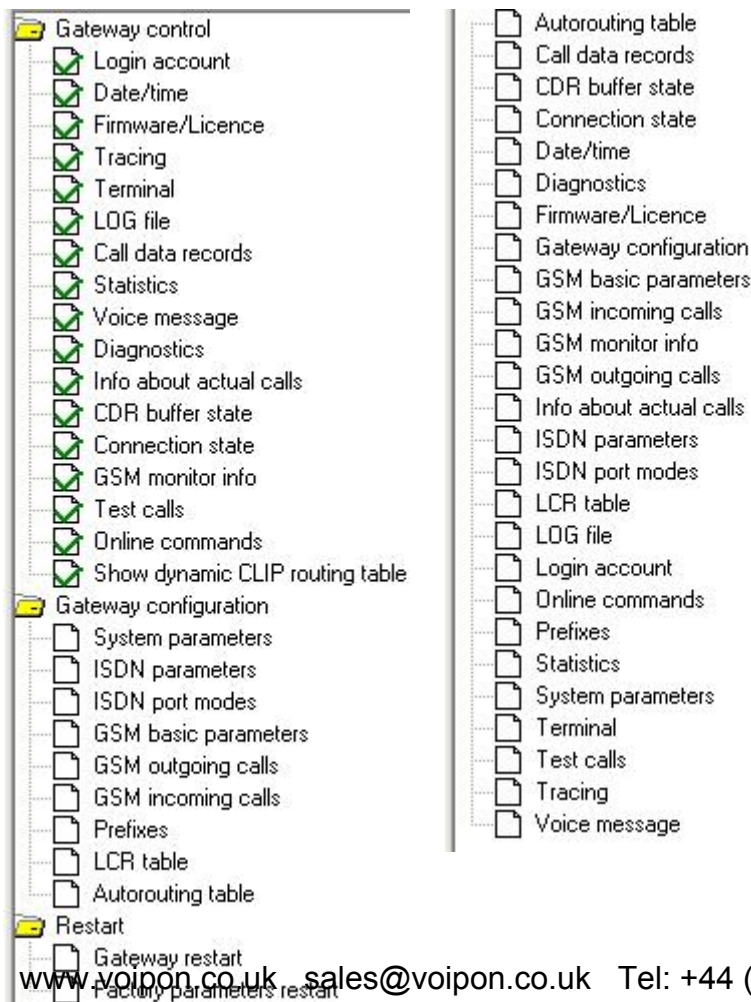 Gateway control
Login account
Date/time
Firmware/Licence
Tracing
Terminal
LOG file
Call data records
Statistics
Voice message
Diagnostics
Info about actual calls
CDR buffer state
Connection state
GSM monitor info
Test calls
Online commands
Show dynamic CLIP routing table
Gateway configuration
System parameters
ISDN parameters
ISDN port modes
GSM basic parameters
GSM outgoing calls
GSM incoming calls
Prefixes
LCR table
Autorouting table
Restart
Gateway restart
Factory parameters restart
Autorouting table
Call data records
CDR buffer state
Connection state
Date/time
Diagnostics
Firmware/Licence
Gateway configuration
GSM basic parameters
GSM incoming calls
GSM monitor info
GSM outgoing calls
Info about actual calls
ISDN parameters
ISDN port modes
LCR table
LOG file
Login account
Online commands
Prefixes
Statistics
System parameters
Terminal
Test calls
Tracing
Voice message
www.voipon.co.uk sales@voipon.co.uk Tel: +44 (